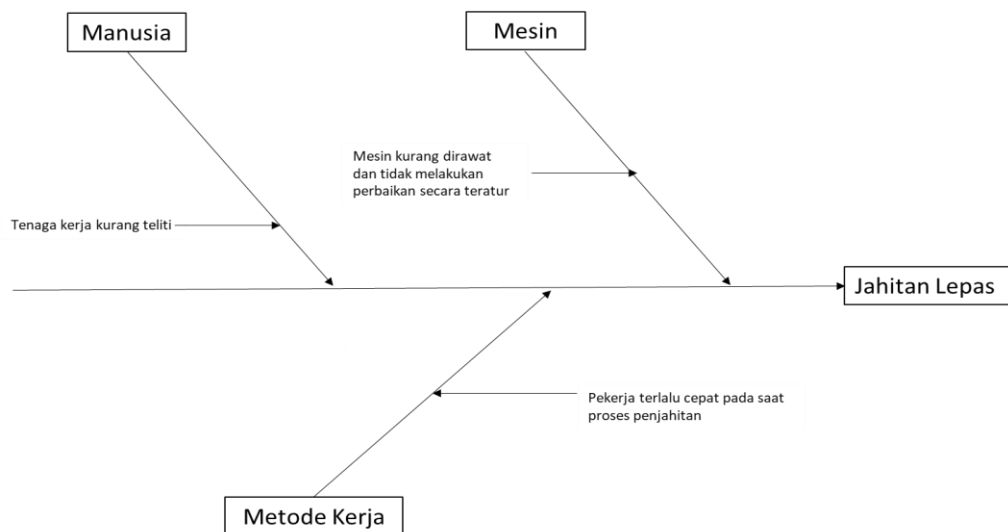 Manusia
Mesin
Mesin kurang dirawat
dan tidak melakukan
perbaikan secara teratur
Tenaga kerja kurang teliti
Jahitan Lepas
Pekerja terlalu cepat pada saat
proses penjahitan
Metode Kerja